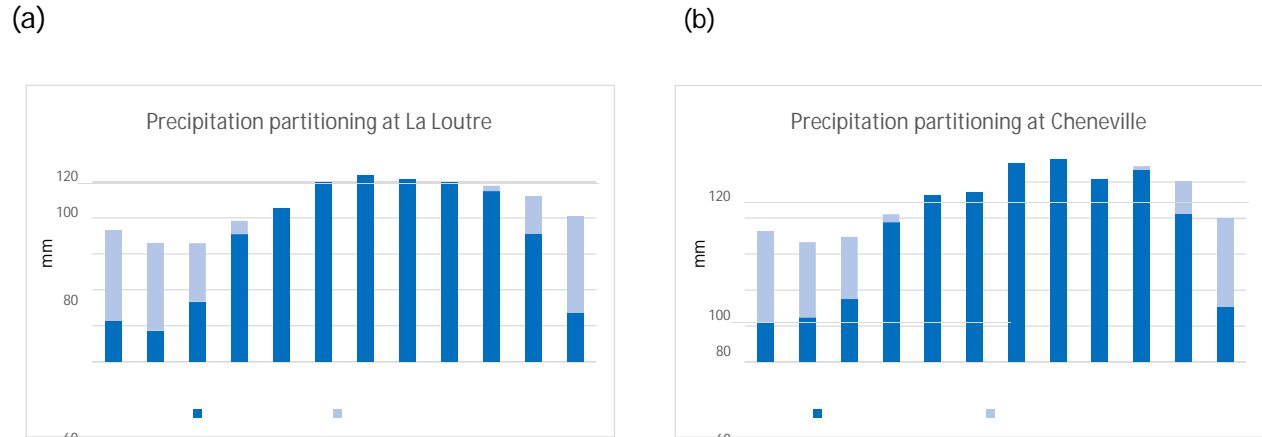 (a)
(b)
Precipitation partitioning at La Loutre
Precipitation partitioning at Cheneville
120
100
mm
80
120
mm
100
80